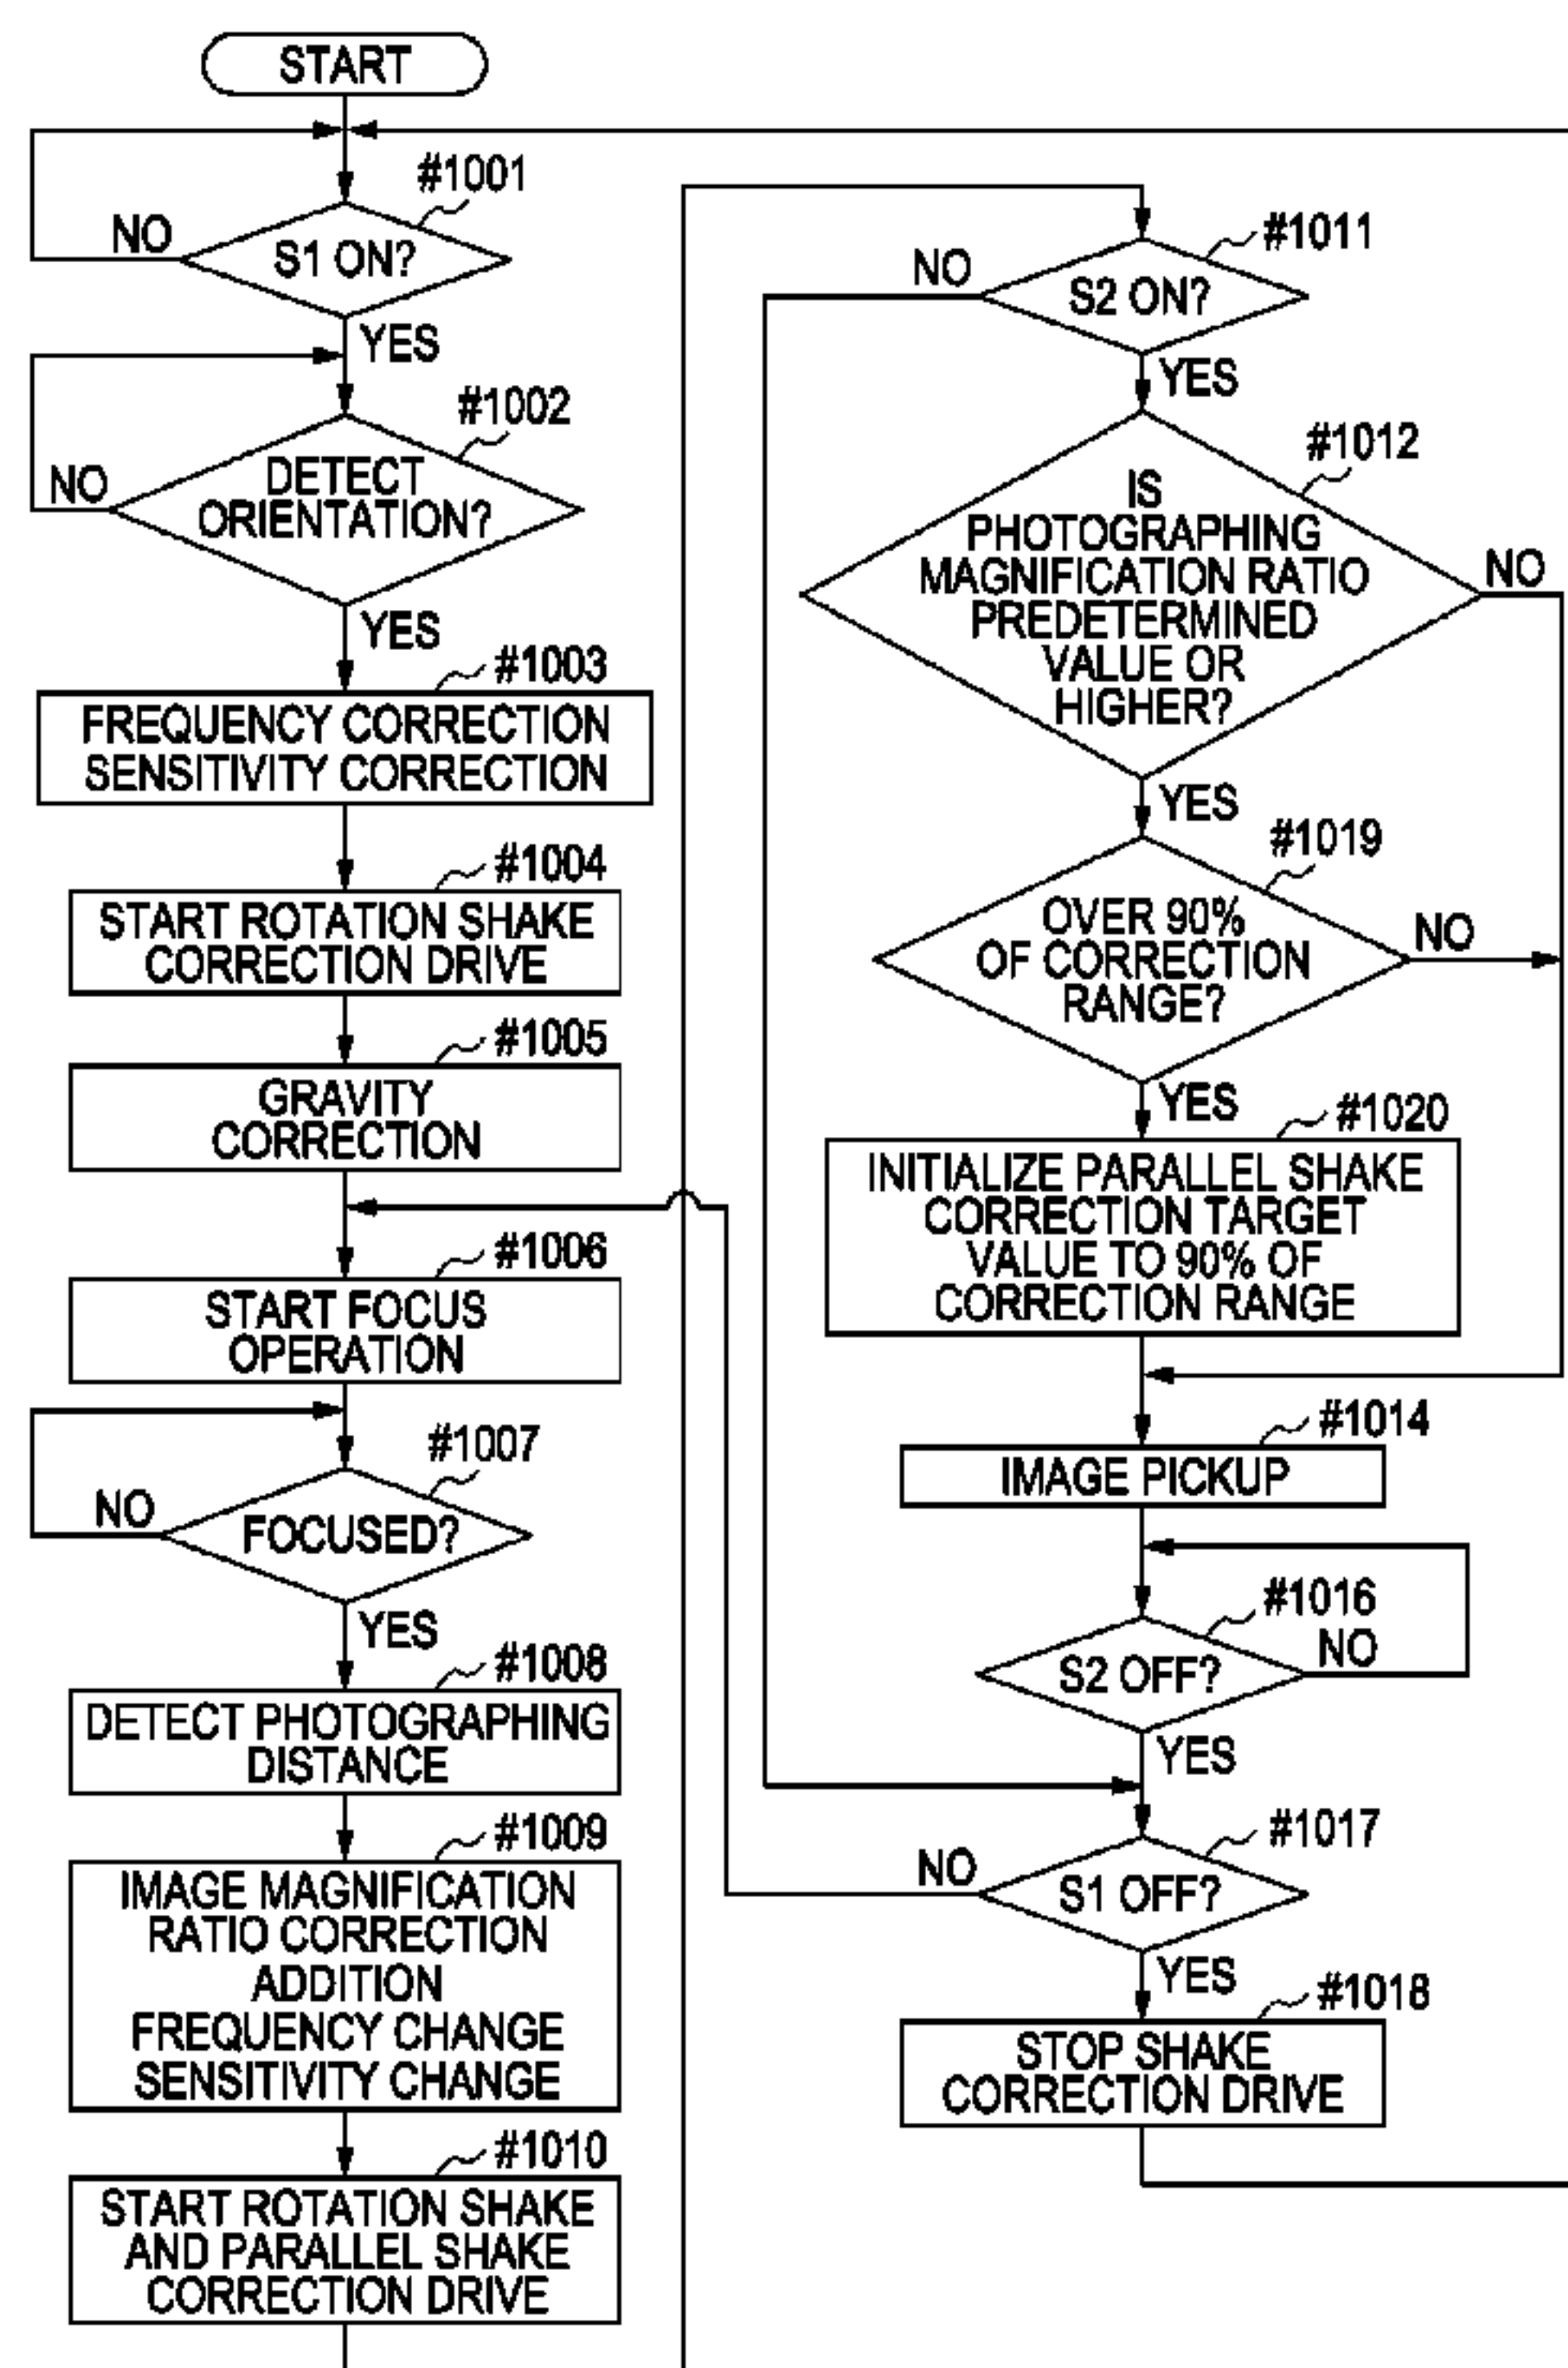 START
#1001
S1 ON?
NO
YES
#1002
DETECT
ORIENTATION?
NO
YES
#1003
FREQUENCY CORRECTION
SENSITIVITY CORRECTION
#1004
START ROTATION SHAKE
CORRECTION DRIVE
#1005
GRAVITY
CORRECTION
#1006
START FOCUS
OPERATION
#1007
FOCUSED?
NO
YES
#1008
DETECT PHOTOGRAPHING
DISTANCE
#1009
IMAGE MAGNIFICATION
RATIO CORRECTION
ADDITION
FREQUENCY CHANGE
SENSITIVITY CHANGE
#1010
START ROTATION SHAKE
AND PARALLEL SHAKE
CORRECTION DRIVE
#1011
S2 ON?
NO
YES
#1012
IS
PHOTOGRAPHING
MAGNIFICATION RATIO
PREDETERMINED
VALUE OR
HIGHER?
NO
YES
#1019
OVER 90%
OF CORRECTION
RANGE?
NO
YES
#1020
INITIALIZE PARALLEL SHAKE
CORRECTION TARGET
VALUE TO 90% OF
CORRECTION RANGE
#1014
IMAGE PICKUP
#1016
S2 OFF?
NO
YES
#1017
S1 OFF?
NO
YES
#1018
STOP SHAKE
CORRECTION DRIVE